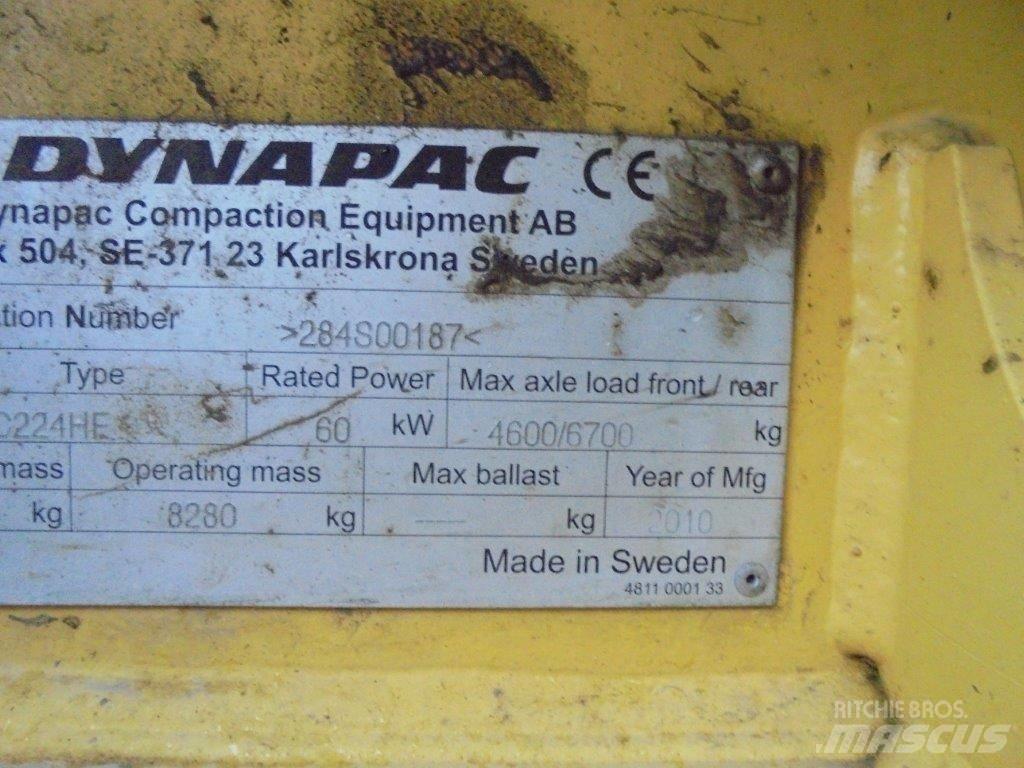 DYNAPAC CE
ynapac Compaction Equipment AB
x 504, SE-371 23 Karlskrona Sweden
tion Number >284S00187<
Type Rated Power Max axle load front / rear
C224HE 60 kW 4600/6700 kg
mass Operating mass Max ballast Year of Mfg
kg 8280 kg ---- kg 2010
Made in Sweden
4811 0001 33
RITCHIE BROS.
MASCUS